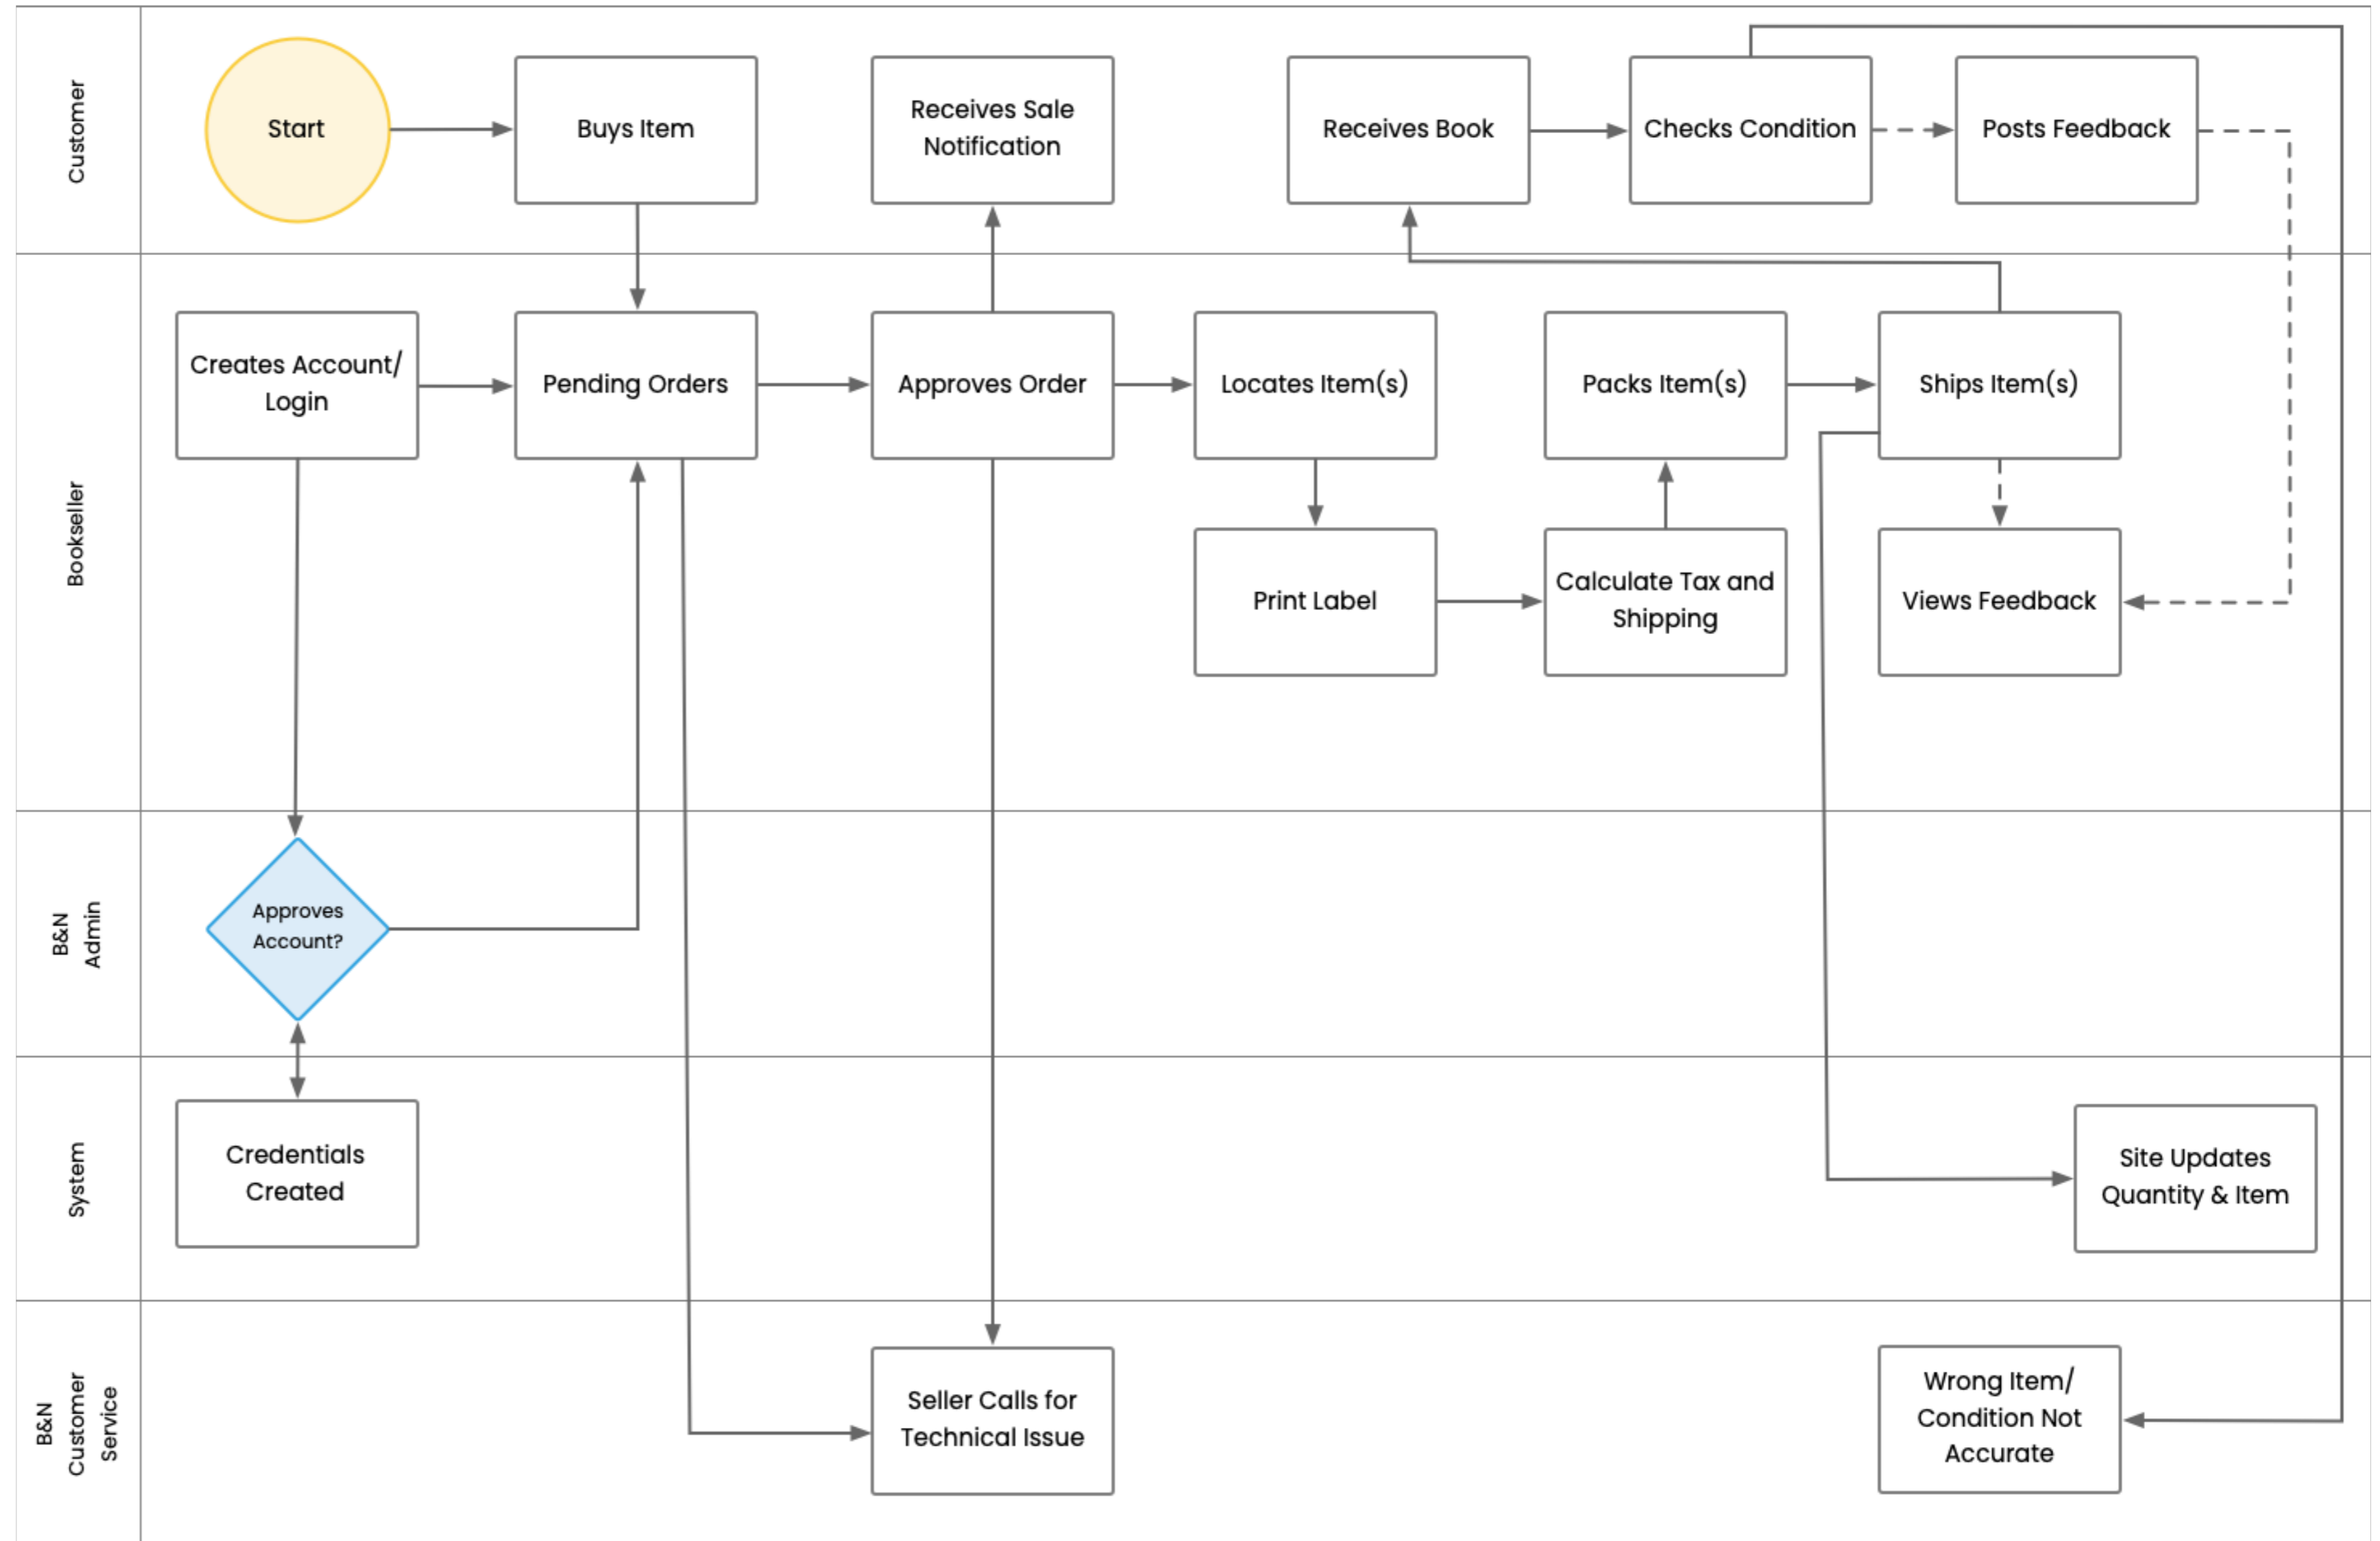 Customer
Start
Buys Item
Receives Sale
Notification
Receives Book
Checks Condition
Posts Feedback
Bookseller
Creates Account/
Login
Pending Orders
Approves Order
Locates Item(s)
Packs Item(s)
Ships Item(s)
Print Label
Calculate Tax and
Shipping
Views Feedback
B&N
Admin
Approves
Account?
System
Credentials
Created
Site Updates
Quantity & Item
B&N
Customer
Service
Seller Calls for
Technical Issue
Wrong Item/
Condition Not
Accurate